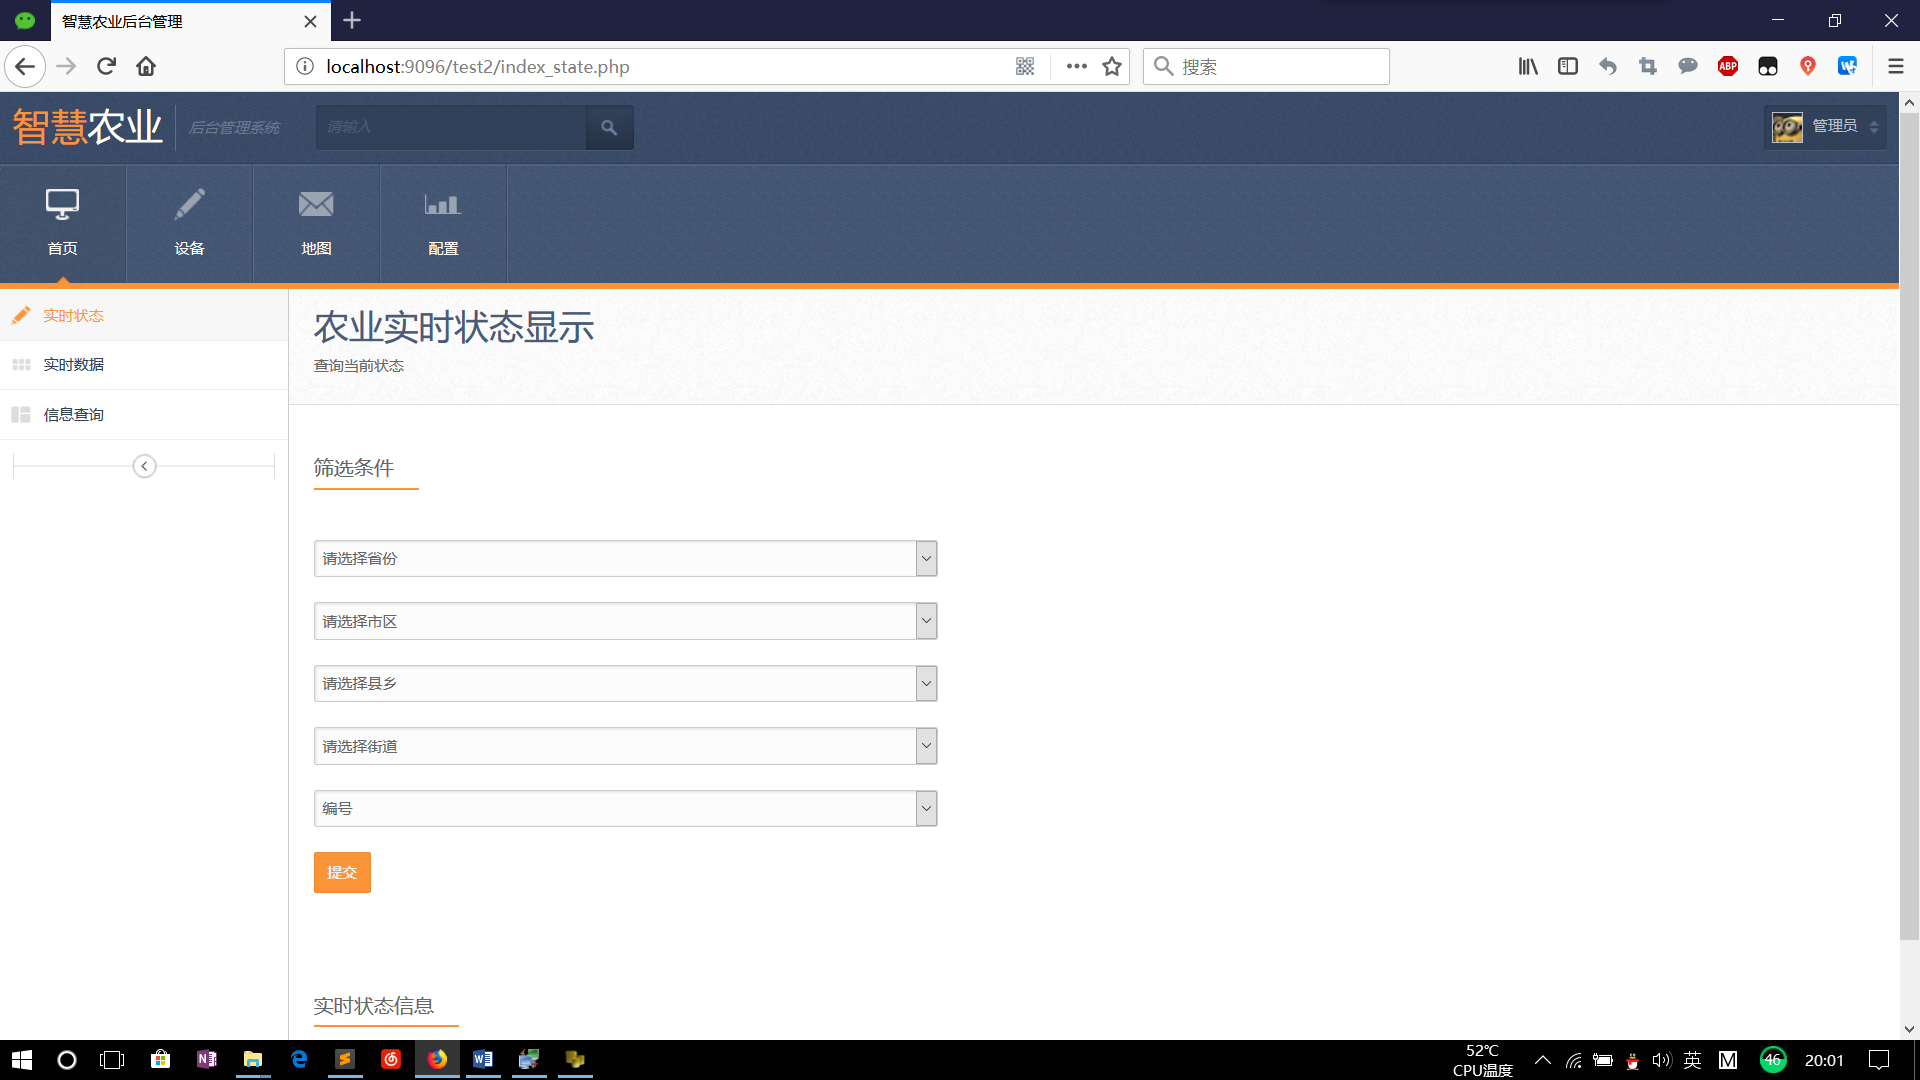 智慧农业后台管理
localhost:9096/test2/index_state.php
搜索
ABP
智慧农业
后台管理系统
请输入
管理员
首页
设备
地图
配置
实时状态
实时数据
信息查询
农业实时状态显示
查询当前状态
筛选条件
请选择省份
请选择市区
请选择县乡
请选择街道
编号
提交
实时状态信息
52℃
CPU温度
英
M
46
20:01